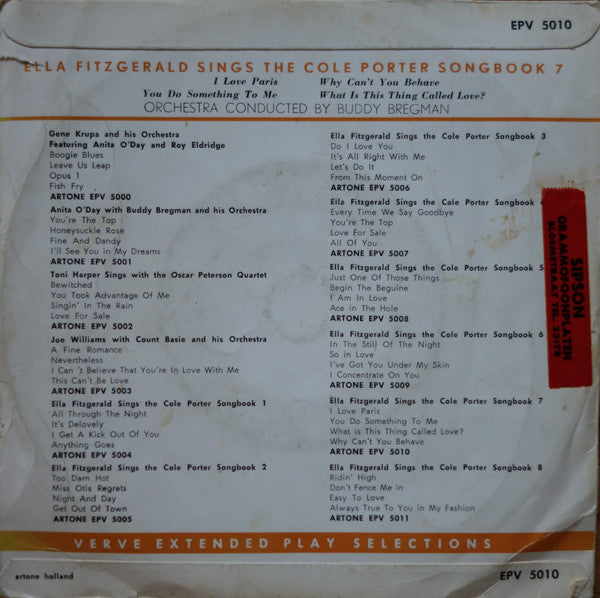 EPV 5010
ELLA FITZGERALD SINGS THE COLE PORTER SONGBOOK 7
I Love Paris Why Can't You Behave
You Do Something To Me What Is This Thing Called Love?
ORCHESTRA CONDUCTED BY BUDDY BREGMAN
Gene Krupa and his Orchestra
Featuring Anita O'Day and Roy Eldridge
Boogie Blues
Leave Us Leap
Opus 1
Fish Fry
ARTONE EPV 5000
Anita O'Day with Buddy Bregman and his Orchestra
You're The Top
Honeysuckle Rose
Fine And Dandy
I'll See You in My Dreams
ARTONE EPV 5001
Toni Harper Sings with the Oscar Peterson Quartet
Bewitched
You Took Advantage Of Me
Singin' In The Rain
Love For Sale
ARTONE EPV 5002
Joe Williams with Count Basie and his Orchestra
A Fine Romance
Nevertheless
I Can 't Believe That You're In Love With Me
This Can't Be Love
ARTONE EPV 5003
Ella Fitzgerald Sings the Cole Porter Songbook 1
All Through The Night
It's Delovely
I Get A Kick Out Of You
Anything Goes
ARTONE EPV 5004
Ella Fitzgerald Sings the Cole Porter Songbook 2
Too Darn Hot
Miss Otis Regrets
Night And Day
Get Out Of Town
ARTONE EPV 5005
Ella Fitzgerald Sings the Cole Porter Songbook 3
Do I Love You
It's All Right With Me
Let's Do It
From This Moment On
ARTONE EPV 5006
Ella Fitzgerald Sings the Cole Porter Songbook 4
Every Time We Say Goodbye
You're The Top
Love For Sale
All Of You
ARTONE EPV 5007
Ella Fitzgerald Sings the Cole Porter Songbook 5
Just One Of Those Things
Begin The Beguine
I Am In Love
Ace in the Hole
ARTONE EPV 5008
Ella Fitzgerald Sings the Cole Porter Songbook 6
In The Still Of The Night
So in Love
I've Got You Under My Skin
I Concentrate On You
ARTONE EPV 5009
Ella Fitzgerald Sings the Cole Porter Songbook 7
I Love Paris
You Do Something To Me
What is This Thing Called Love?
Why Can't You Behave
ARTONE EPV 5010
Ella Fitzgerald Sings the Cole Porter Songbook 8
Ridin' High
Don't Fence Me in
Easy To Love
Always True To You in My Fashion
ARTONE EPV 5011
SIPSON
GRAMMOFOONPLATEN
BLOEMSTRAAT TEL. 23178
VERVE EXTENDED PLAY SELECTIONS
artone holland
EPV 5010